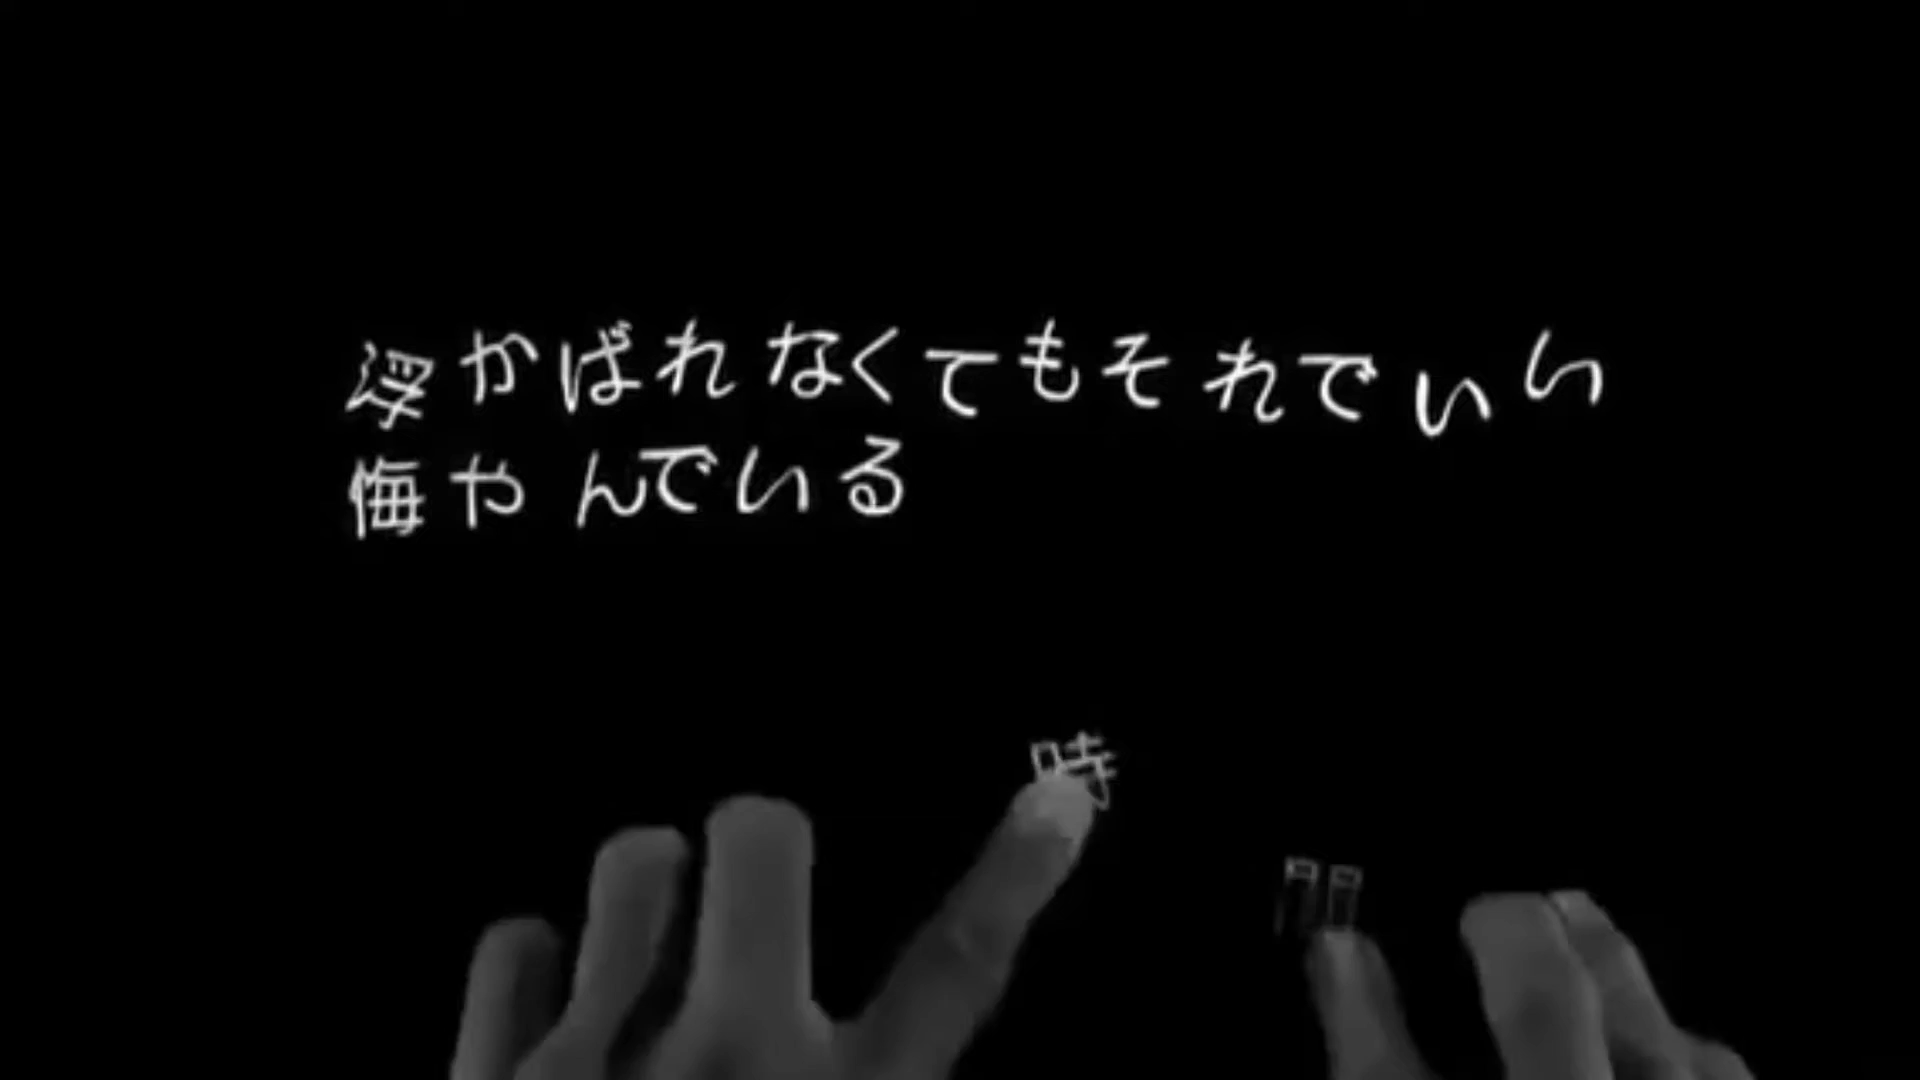 浮かばれなくてもそれでいい
悔やんでいる
時